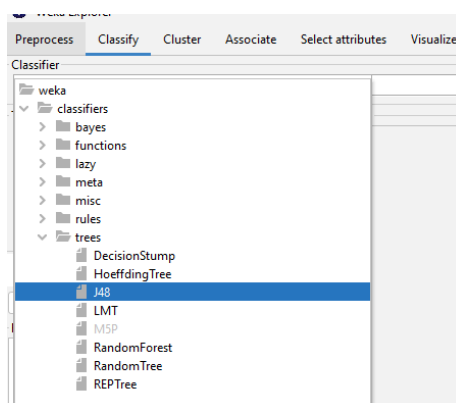 Weka Explorer
Preprocess Classify Cluster Associate Select attributes Visualize
Classifier
weka
classifiers
bayes
functions
lazy
meta
misc
rules
trees
DecisionStump
HoeffdingTree
J48
LMT
M5P
RandomForest
RandomTree
REPTree